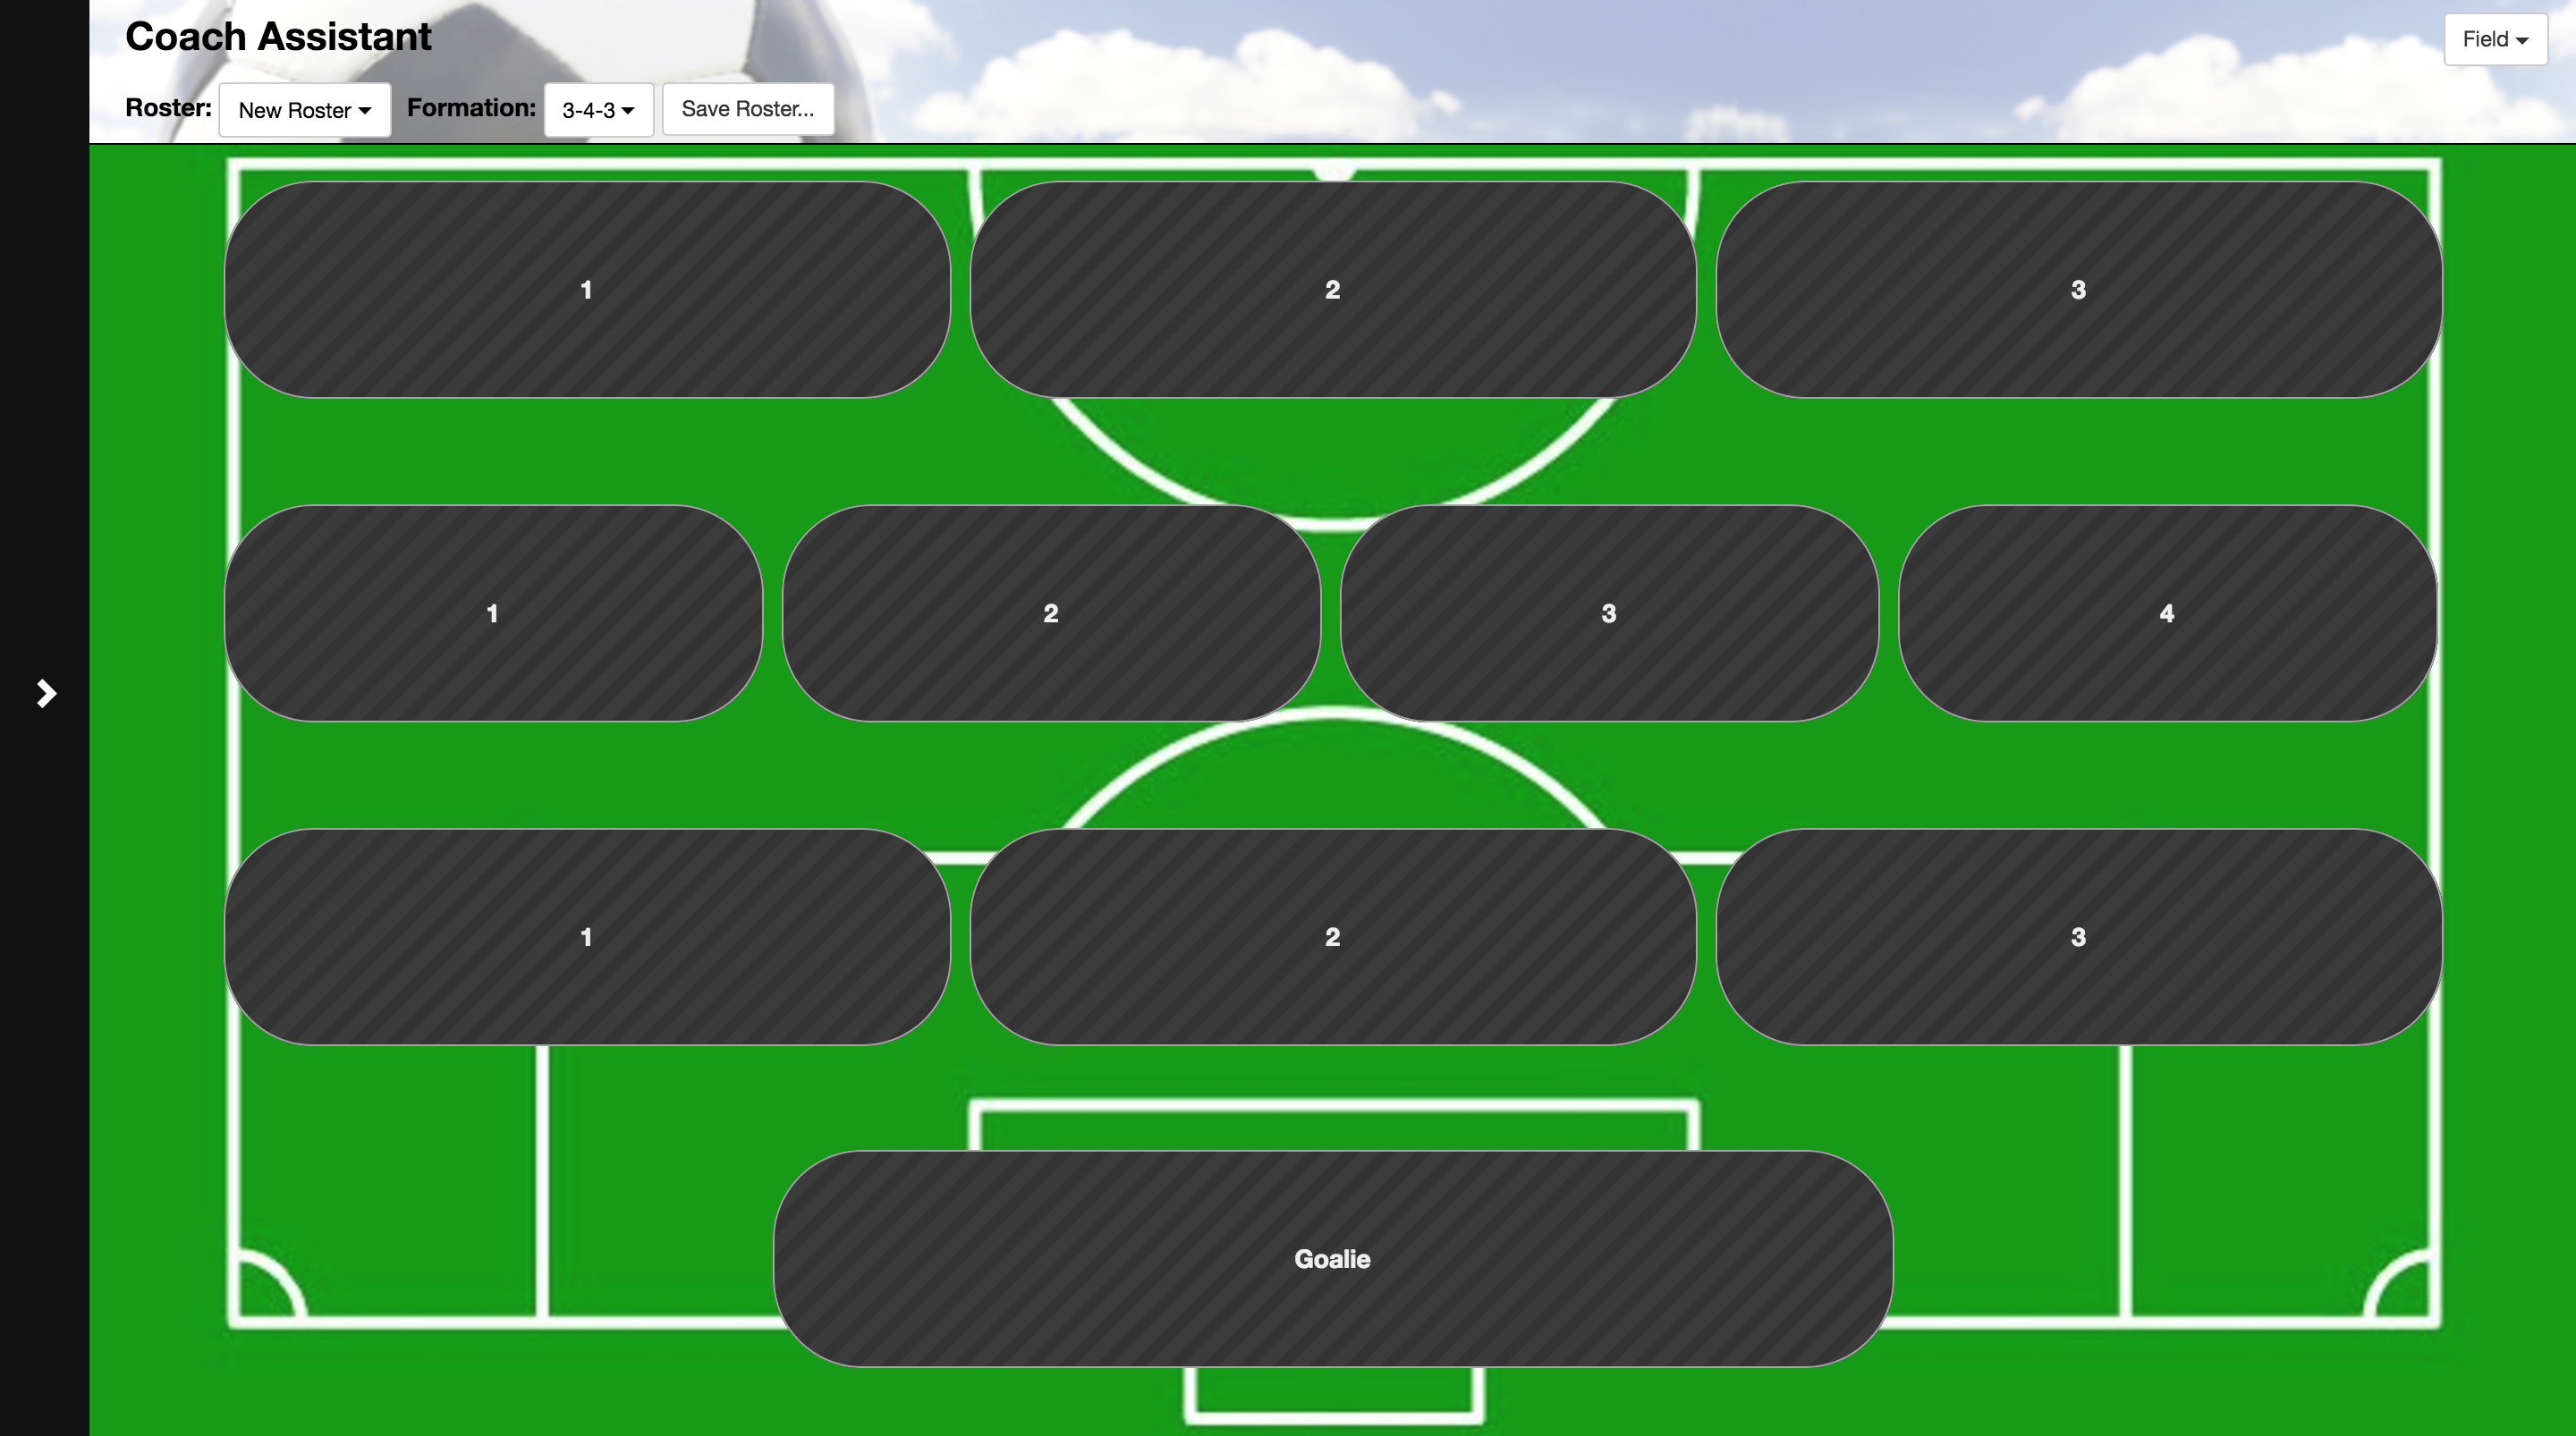 Coach Assistant
Field
Roster: New Roster Formation: 3-4-3 Save Roster...
1 2 3
1 2 3 4
1 2 3
Goalie